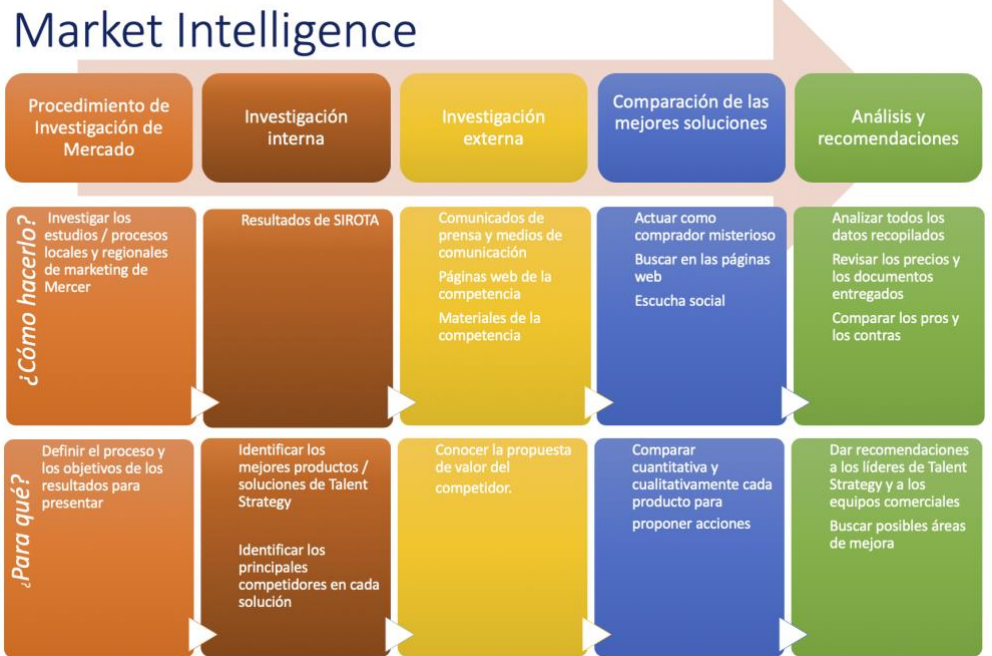 Market Intelligence
Procedimiento de
Investigación de
Mercado
Investigación
interna
Investigación
externa
Comparación de las
mejores soluciones
Análisis y
recomendaciones
¿Cómo hacerlo?
Investigar los
estudios / procesos
locales y regionales
de marketing de
Mercer
Resultados de SIROTA
Comunicados de
prensa y medios de
comunicación
Páginas web de la
competencia
Materiales de la
competencia
Actuar como
comprador misterioso
Buscar en las páginas
web
Escucha social
Analizar todos los
datos recopilados
Revisar los precios y
los documentos
entregados
Comparar los pros y
los contras
¿Para qué?
Definir el proceso y
los objetivos de los
resultados para
presentar
Identificar los
mejores productos /
soluciones de Talent
Strategy
Identificar los
principales
competidores en cada
solución
Conocer la propuesta
de valor del
competidor.
Comparar
cuantitativa y
cualitativamente cada
producto para
proponer acciones
Dar recomendaciones
a los líderes de Talent
Strategy y a los
equipos comerciales
Buscar posibles áreas
de mejora